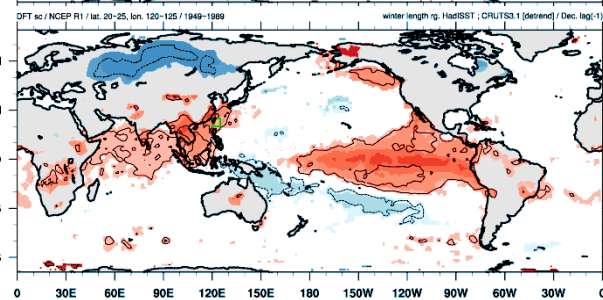 DFT sc / NCEP R1 / lat. 20-25, lon. 120-125 / 1949-1989 winter length rg. HadISST ; CRUTS3.1 [detrend] / Dec. lag(-1)
0 30E 60E 90E 120E 150E 180 150W 120W 90W 60W 30W 0